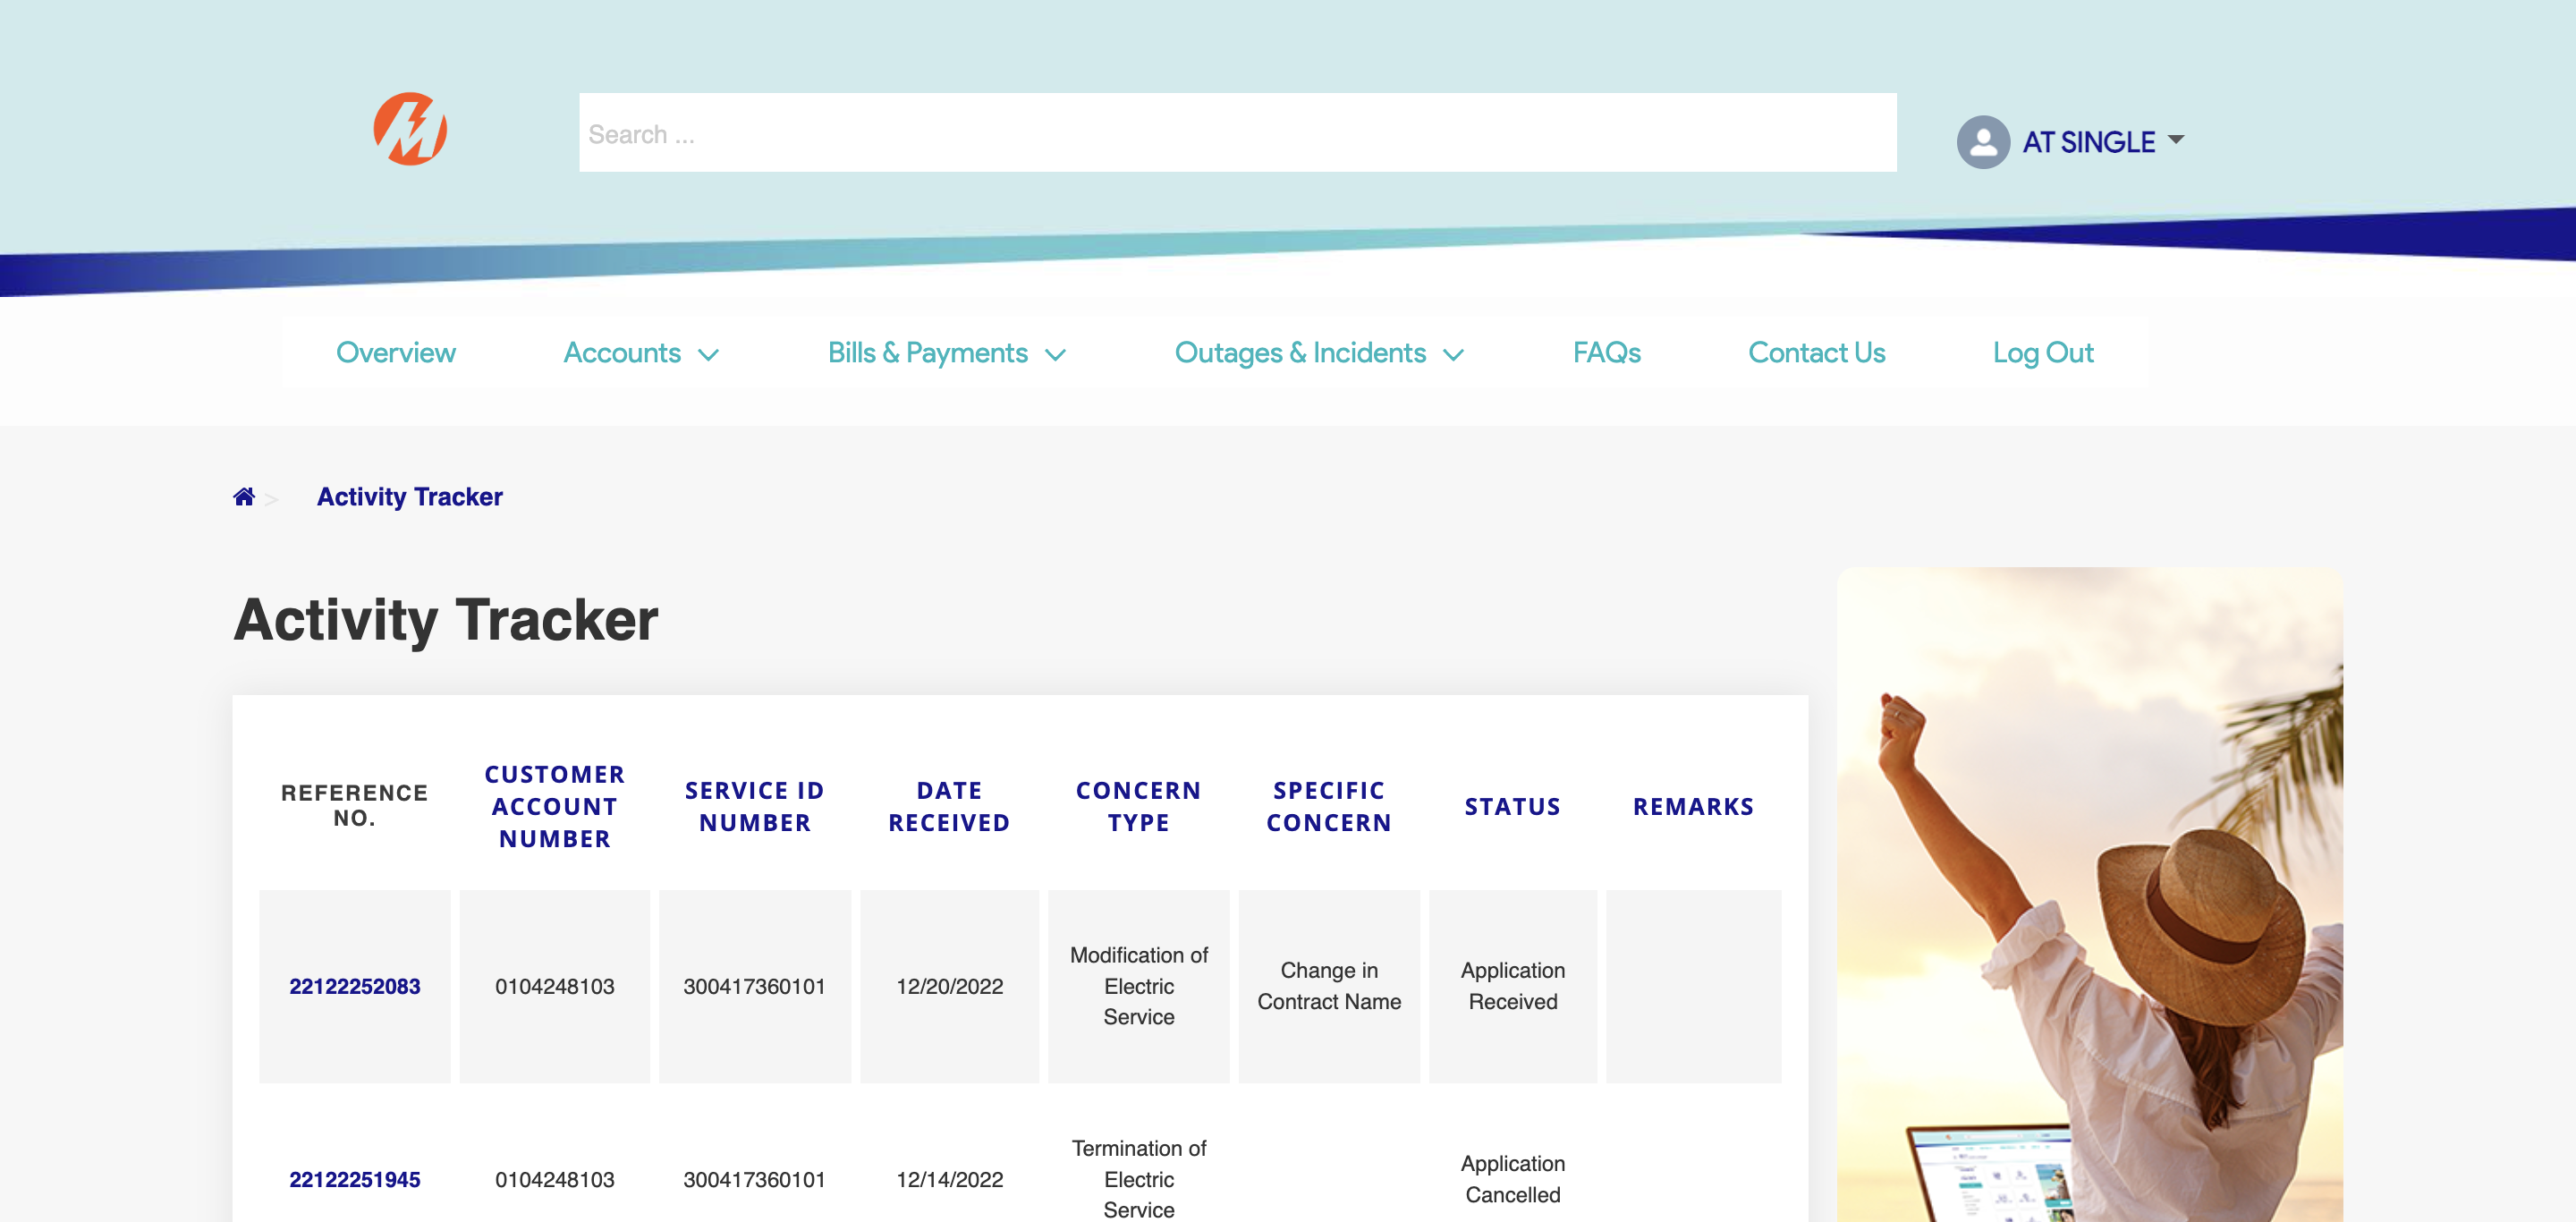 Search ...
AT SINGLE
Overview
Accounts
Bills & Payments
Outages & Incidents
FAQs
Contact Us
Log Out
> Activity Tracker
Activity Tracker
REFERENCE
NO.
CUSTOMER
ACCOUNT
NUMBER
SERVICE ID
NUMBER
DATE
RECEIVED
CONCERN
TYPE
SPECIFIC
CONCERN
STATUS
REMARKS
22122252083
0104248103
300417360101
12/20/2022
Modification of
Electric
Service
Change in
Contract Name
Application
Received
22122251945
0104248103
300417360101
12/14/2022
Termination of
Electric
Service
Application
Cancelled